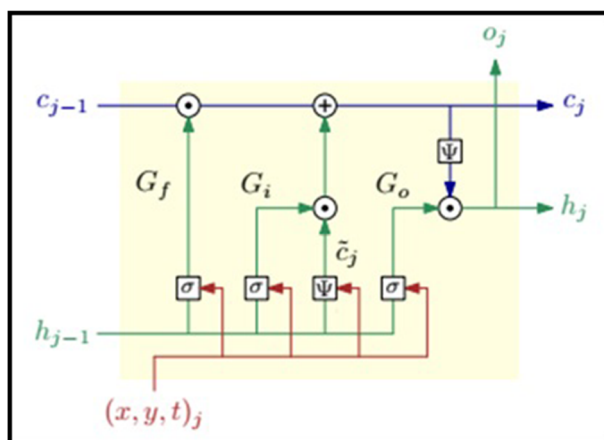 o_j
c_{j-1} ⊙ + c_j
Ψ
G_f G_i G_o
⊙ ⊙ h_j
c̃_j
σ σ Ψ σ
h_{j-1}
(x, y, t)_j